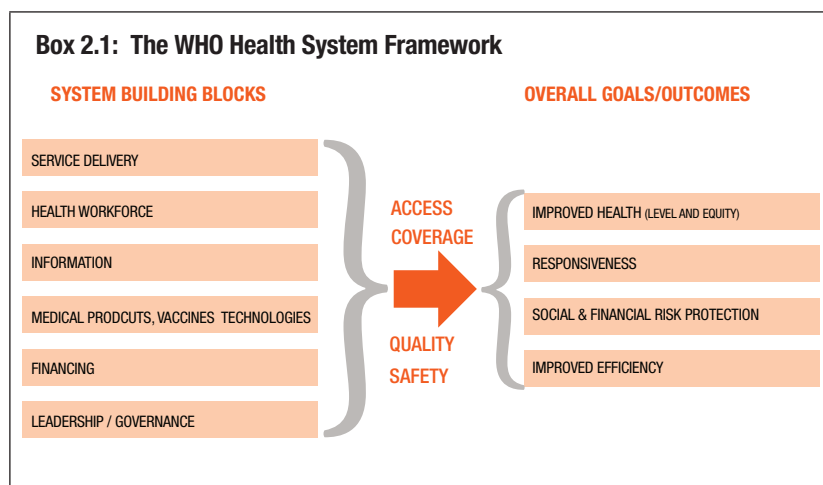 Box 2.1: The WHO Health System Framework
SYSTEM BUILDING BLOCKS
SERVICE DELIVERY
HEALTH WORKFORCE
INFORMATION
MEDICAL PRODCUTS, VACCINES TECHNOLOGIES
FINANCING
LEADERSHIP / GOVERNANCE
ACCESS
COVERAGE
QUALITY
SAFETY
OVERALL GOALS/OUTCOMES
IMPROVED HEALTH (LEVEL AND EQUITY)
RESPONSIVENESS
SOCIAL & FINANCIAL RISK PROTECTION
IMPROVED EFFICIENCY